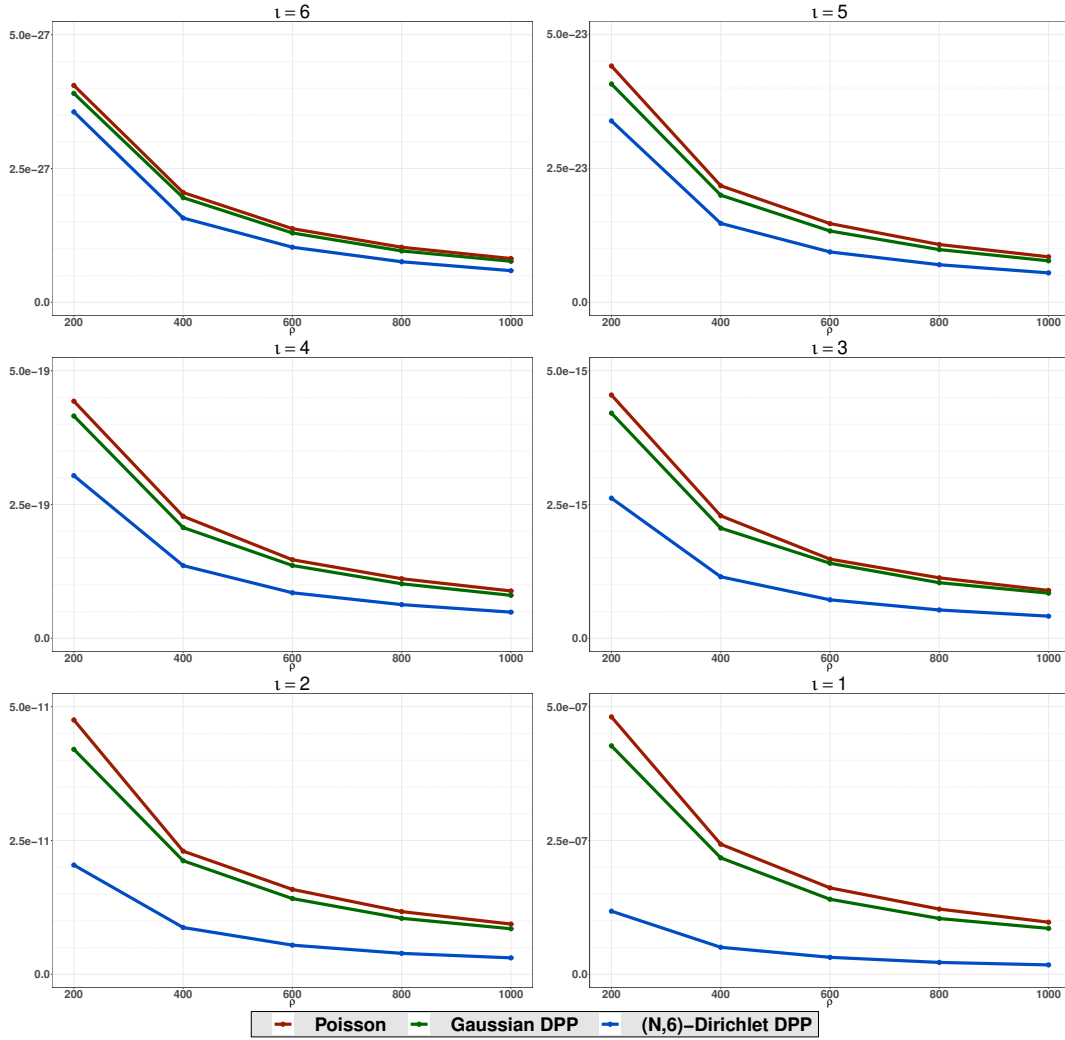 ι = 6
5.0e−27
2.5e−27
0.0
200 400 600 800 1000
ρ
ι = 5
5.0e−23
2.5e−23
0.0
200 400 600 800 1000
ρ
ι = 4
5.0e−19
2.5e−19
0.0
200 400 600 800 1000
ρ
ι = 3
5.0e−15
2.5e−15
0.0
200 400 600 800 1000
ρ
ι = 2
5.0e−11
2.5e−11
0.0
200 400 600 800 1000
ρ
ι = 1
5.0e−07
2.5e−07
0.0
200 400 600 800 1000
ρ
Poisson Gaussian DPP (N,6)−Dirichlet DPP